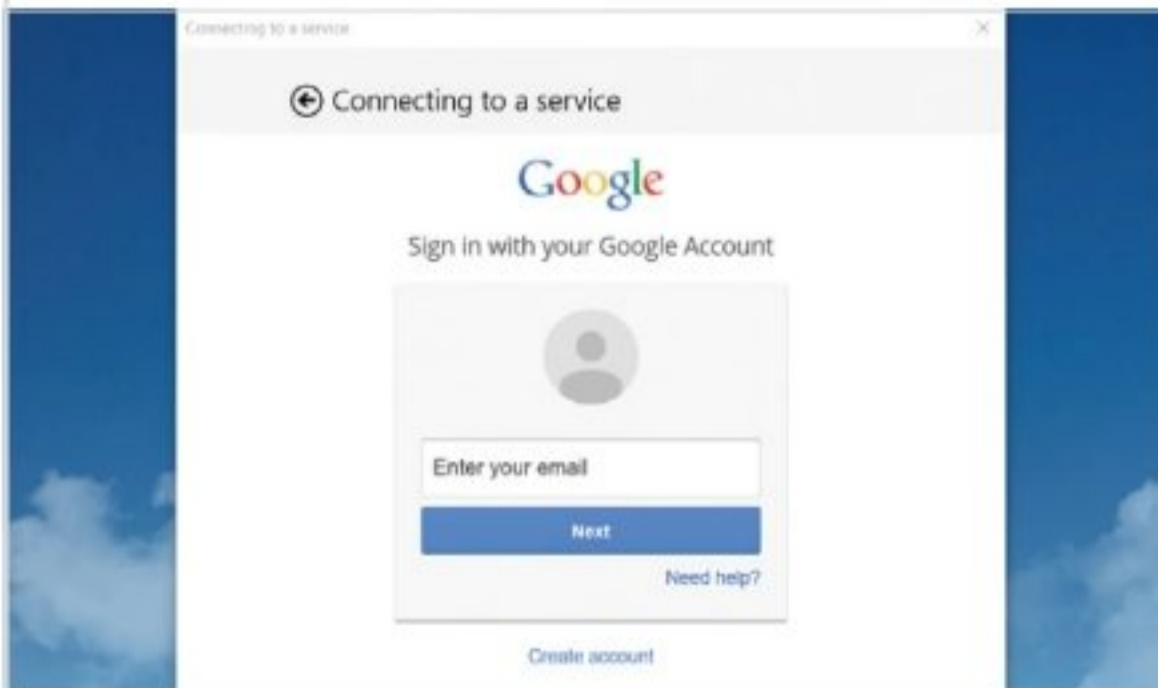 Connecting to a service
Connecting to a service
Google
Sign in with your Google Account
Enter your email
Next
Need help?
Create account